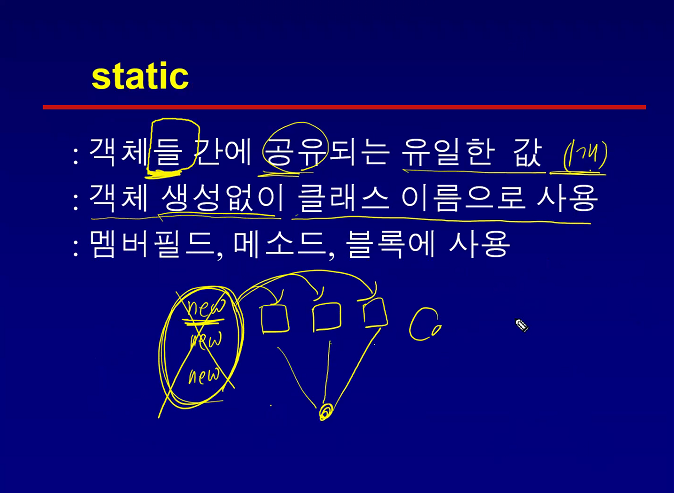 static
: 객체들 간에 공유되는 유일한 값 (1개)
: 객체 생성없이 클래스 이름으로 사용
: 멤버필드, 메소드, 블록에 사용
new
new
new